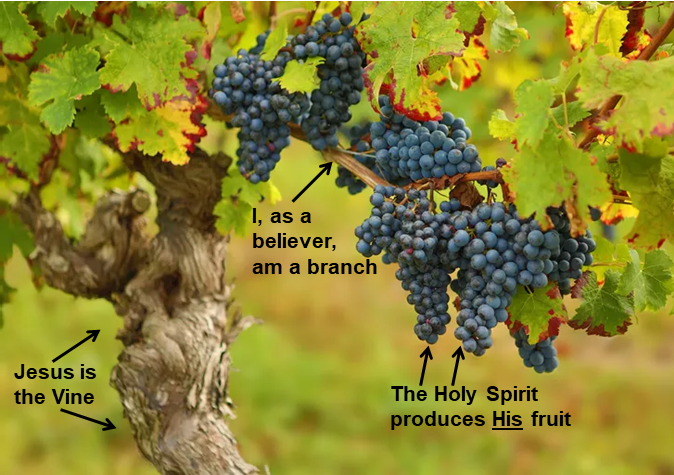 I, as a
believer,
am a branch
Jesus is
the Vine
The Holy Spirit
produces His fruit